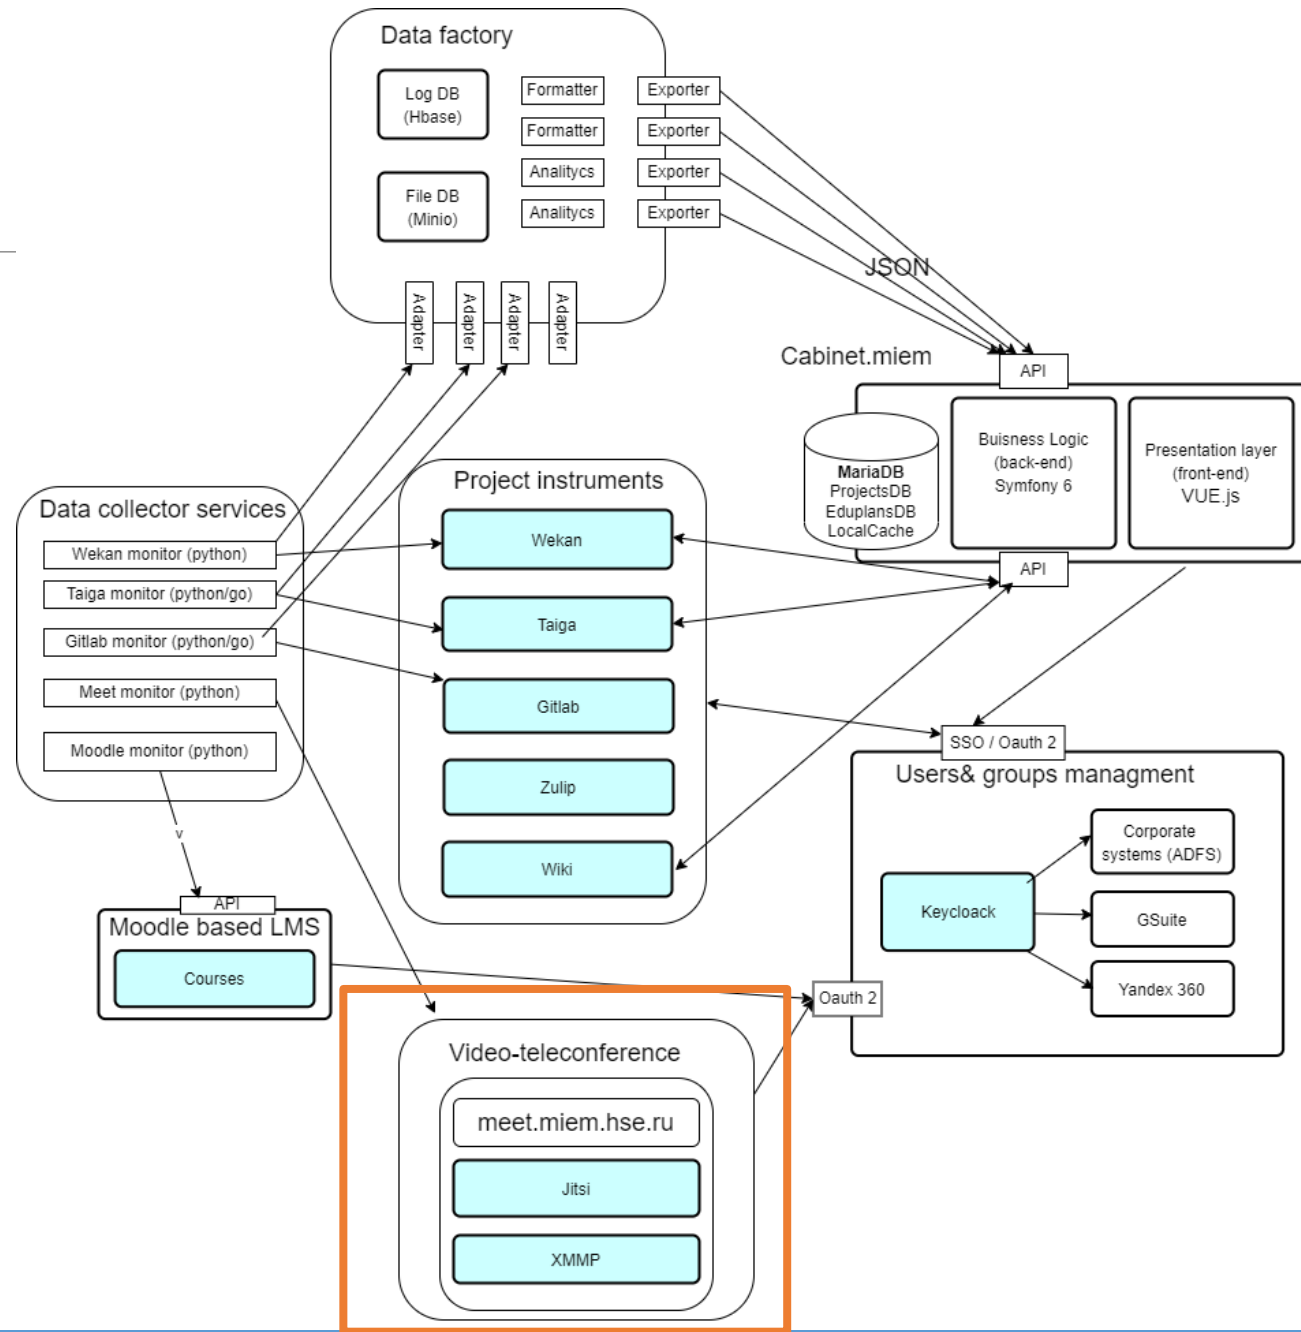 Data factory
Log DB
(Hbase)
File DB
(Minio)
Formatter
Formatter
Analitycs
Analitycs
Exporter
Exporter
Exporter
Exporter
Adapter
Adapter
Adapter
Adapter
JSON
Cabinet.miem
API
MariaDB
ProjectsDB
EduplansDB
LocalCache
Buisness Logic
(back-end)
Symfony 6
Presentation layer
(front-end)
VUE.js
API
Data collector services
Wekan monitor (python)
Taiga monitor (python/go)
Gitlab monitor (python/go)
Meet monitor (python)
Moodle monitor (python)
v
Project instruments
Wekan
Taiga
Gitlab
Zulip
Wiki
SSO / Oauth 2
Users& groups managment
Keycloack
Corporate
systems (ADFS)
GSuite
Yandex 360
Oauth 2
API
Moodle based LMS
Courses
Video-teleconference
meet.miem.hse.ru
Jitsi
XMMP